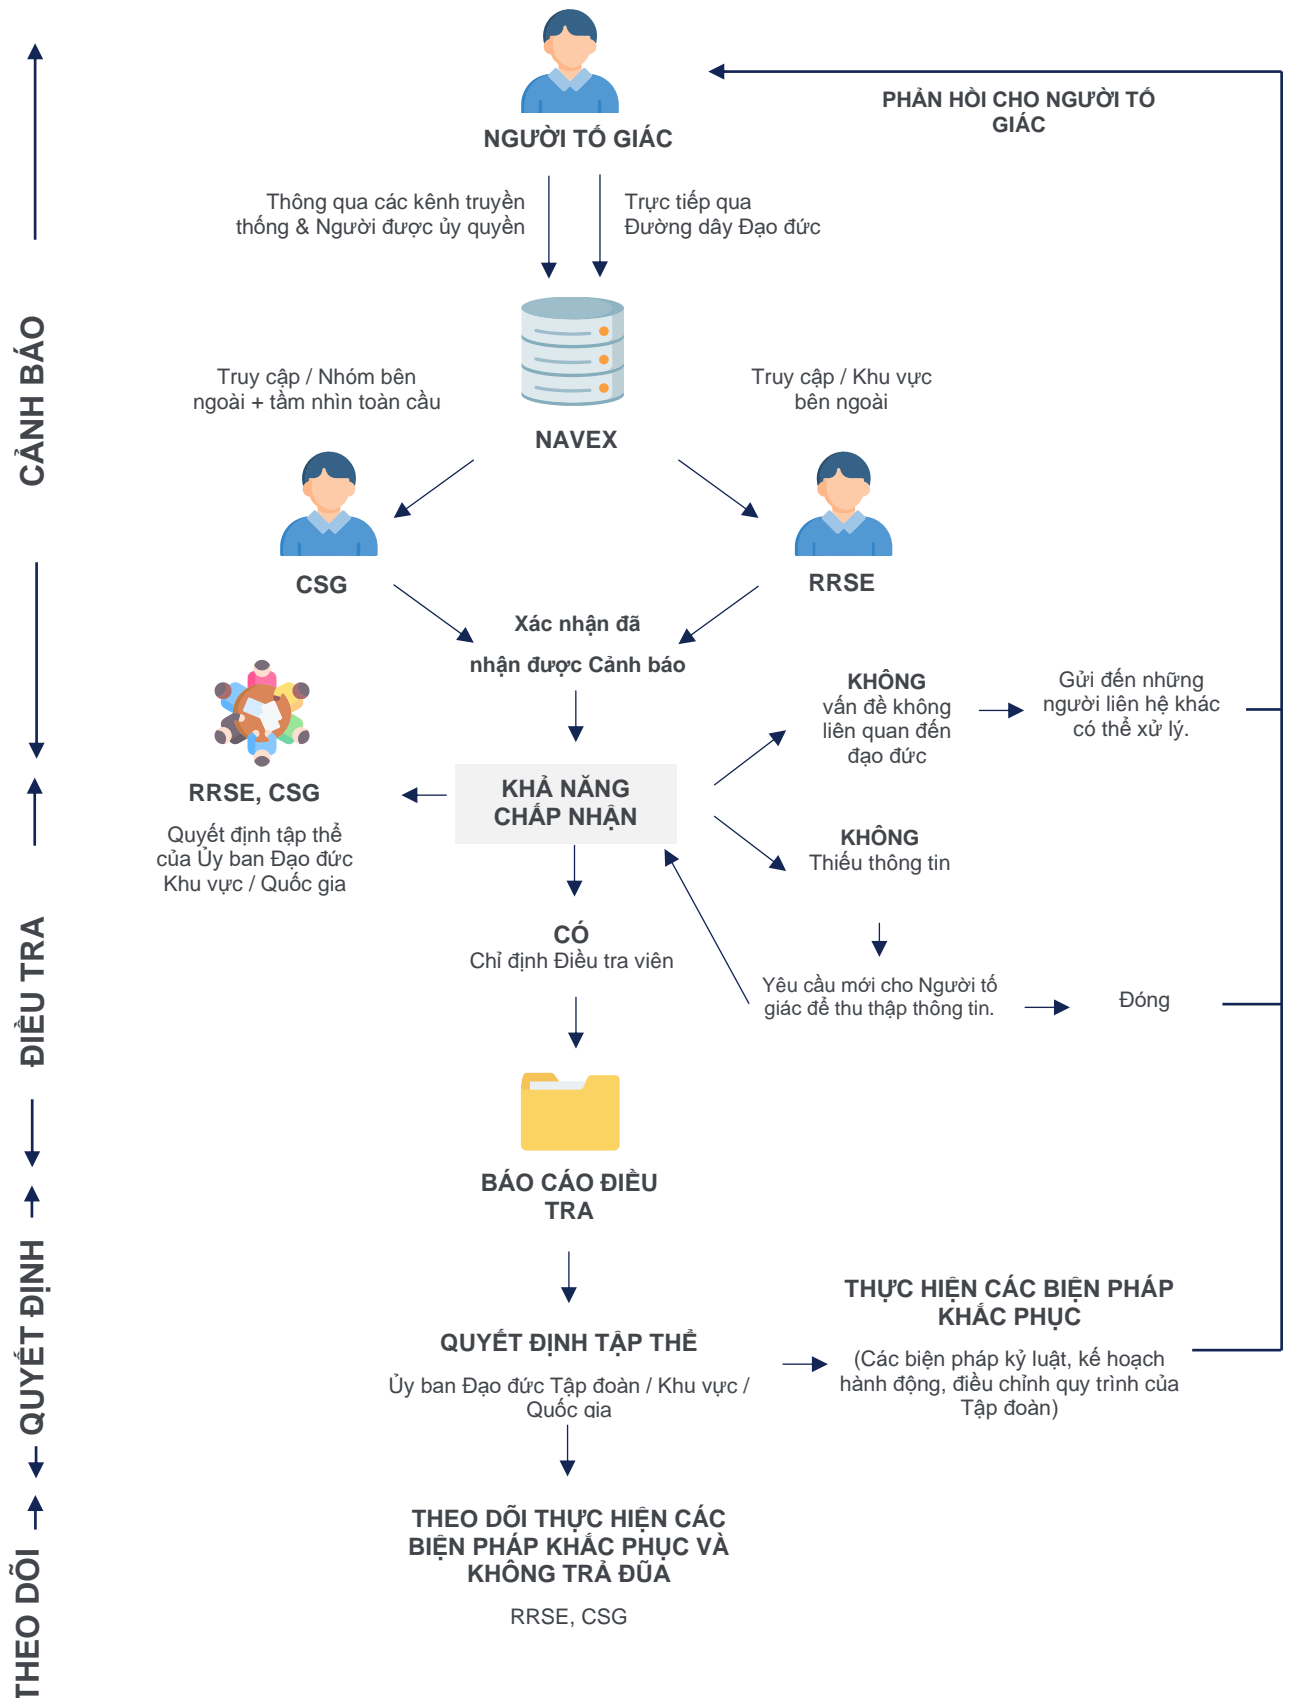 PHẢN HỒI CHO NGƯỜI TỐ
GIÁC
NGƯỜI TỐ GIÁC
Thông qua các kênh truyền
thống & Người được ủy quyền
Trực tiếp qua
Đường dây Đạo đức
CẢNH BÁO
Truy cập / Nhóm bên
ngoài + tầm nhìn toàn cầu
Truy cập / Khu vực
bên ngoài
NAVEX
CSG
RRSE
Xác nhận đã
nhận được Cảnh báo
KHÔNG
vấn đề không
liên quan đến
đạo đức
Gửi đến những
người liên hệ khác
có thể xử lý.
RRSE, CSG
Quyết định tập thể
của Ủy ban Đạo đức
Khu vực / Quốc gia
KHẢ NĂNG
CHẤP NHẬN
KHÔNG
Thiếu thông tin
ĐIỀU TRA
CÓ
Chỉ định Điều tra viên
Yêu cầu mới cho Người tố
giác để thu thập thông tin.
Đóng
BÁO CÁO ĐIỀU
TRA
QUYẾT ĐỊNH
QUYẾT ĐỊNH TẬP THỂ
Ủy ban Đạo đức Tập đoàn / Khu vực /
Quốc gia
THỰC HIỆN CÁC BIỆN PHÁP
KHẮC PHỤC
(Các biện pháp kỷ luật, kế hoạch
hành động, điều chỉnh quy trình của
Tập đoàn)
THEO DÕI
THEO DÕI THỰC HIỆN CÁC
BIỆN PHÁP KHẮC PHỤC VÀ
KHÔNG TRẢ ĐŨA
RRSE, CSG